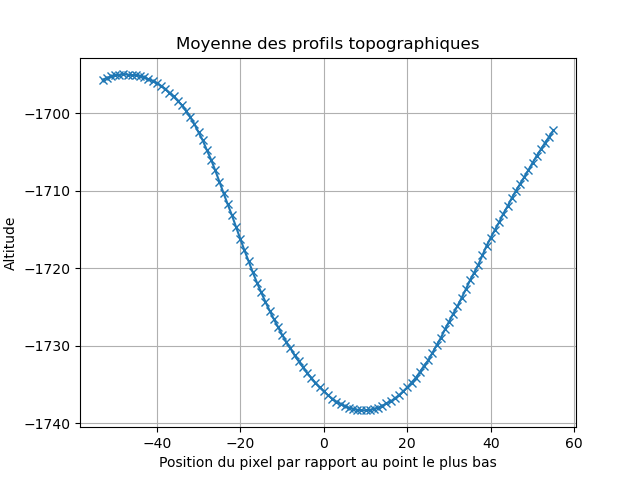 Moyenne des profils topographiques
Altitude
−1700
−1710
−1720
−1730
−1740
−40 −20 0 20 40 60
Position du pixel par rapport au point le plus bas